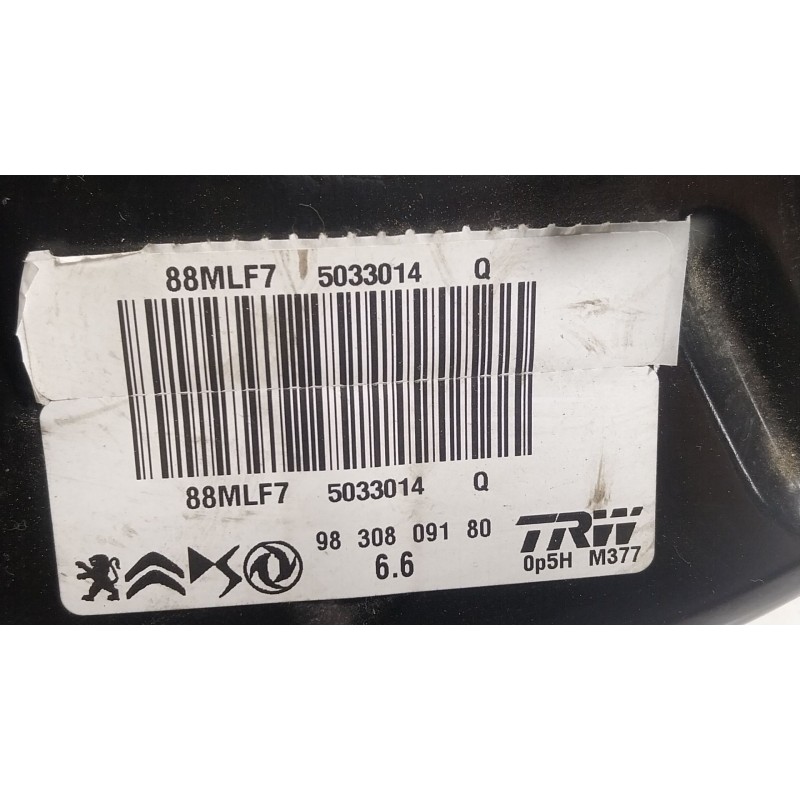 88MLF7 5033014 Q
88MLF7 5033014 Q
98 308 091 80
6.6
TRW
0p5H M377